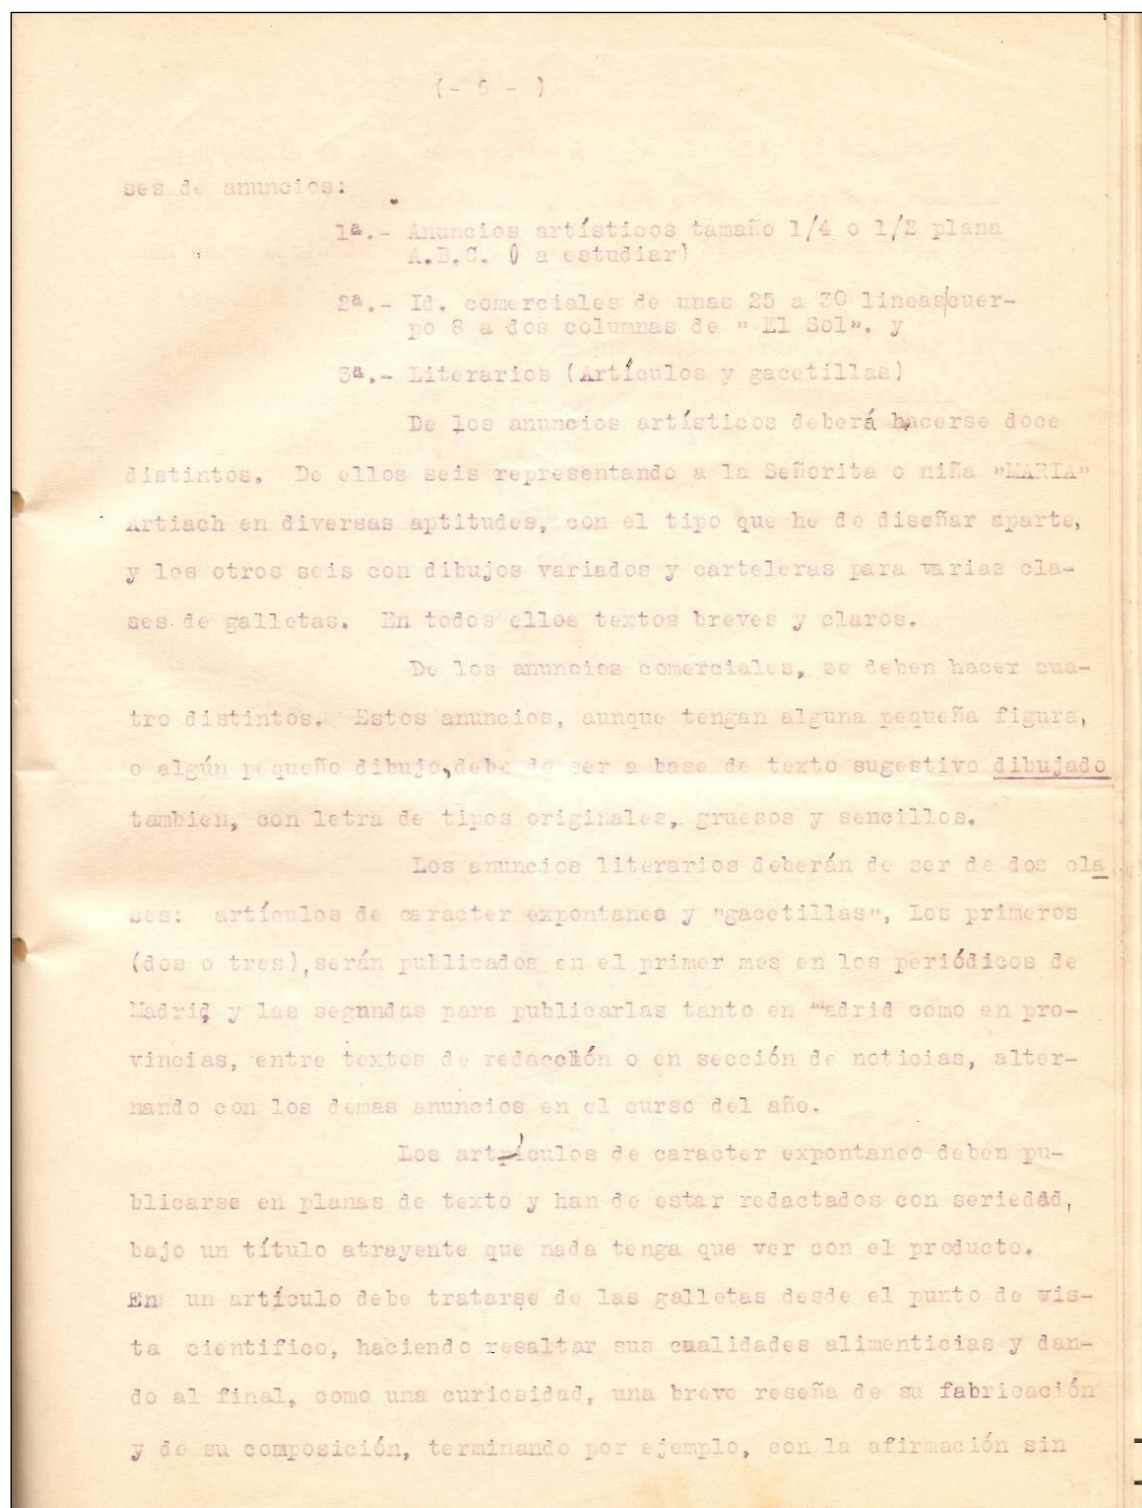 (- 6 - )
ses de anuncios:
1ª.- Anuncios artísticos tamaño 1/4 o 1/2 plana
A.B.C. ( a estudiar)
2ª.- Id. comerciales de unas 25 a 30 lineas cuer-
po 8 a dos columnas de " El Sol". y
3ª.- Literarios (Artículos y gacetillas)
De los anuncios artísticos deberá hacerse doce
distintos. De ellos seis representando a la Señorita o niña "MARIA"
Artiach en diversas aptitudes, con el tipo que he de diseñar aparte,
y los otros seis con dibujos variados y carteleras para varias cla-
ses de galletas. En todos ellos textos breves y claros.
De los anuncios comerciales, se deben hacer cua-
tro distintos. Estos anuncios, aunque tengan alguna pequeña figura,
o algún pequeño dibujo, debe de ser a base de texto sugestivo dibujado
tambien, con letra de tipos originales, gruesos y sencillos.
Los anuncios literarios deberán de ser de dos cla
ses: artículos de caracter expontaneo y "gacetillas", Los primeros
(dos o tres), serán publicados en el primer mes en los periódicos de
Madrid, y las segundas para publicarlas tanto en Madrid como en pro-
vincias, entre textos de redacción o en sección de noticias, alter-
nando con los demas anuncios en el curso del año.
Los artículos de caracter expontaneo deben pu-
blicarse en planas de texto y han de estar redactados con seriedad,
bajo un título atrayente que nada tenga que ver con el producto.
En un artículo debe tratarse de las galletas desde el punto de vis-
ta cientifico, haciendo resaltar sus cualidades alimenticias y dan-
do al final, como una curiosidad, una breve reseña de su fabricación
y de su composición, terminando por ejemplo, con la afirmación sin